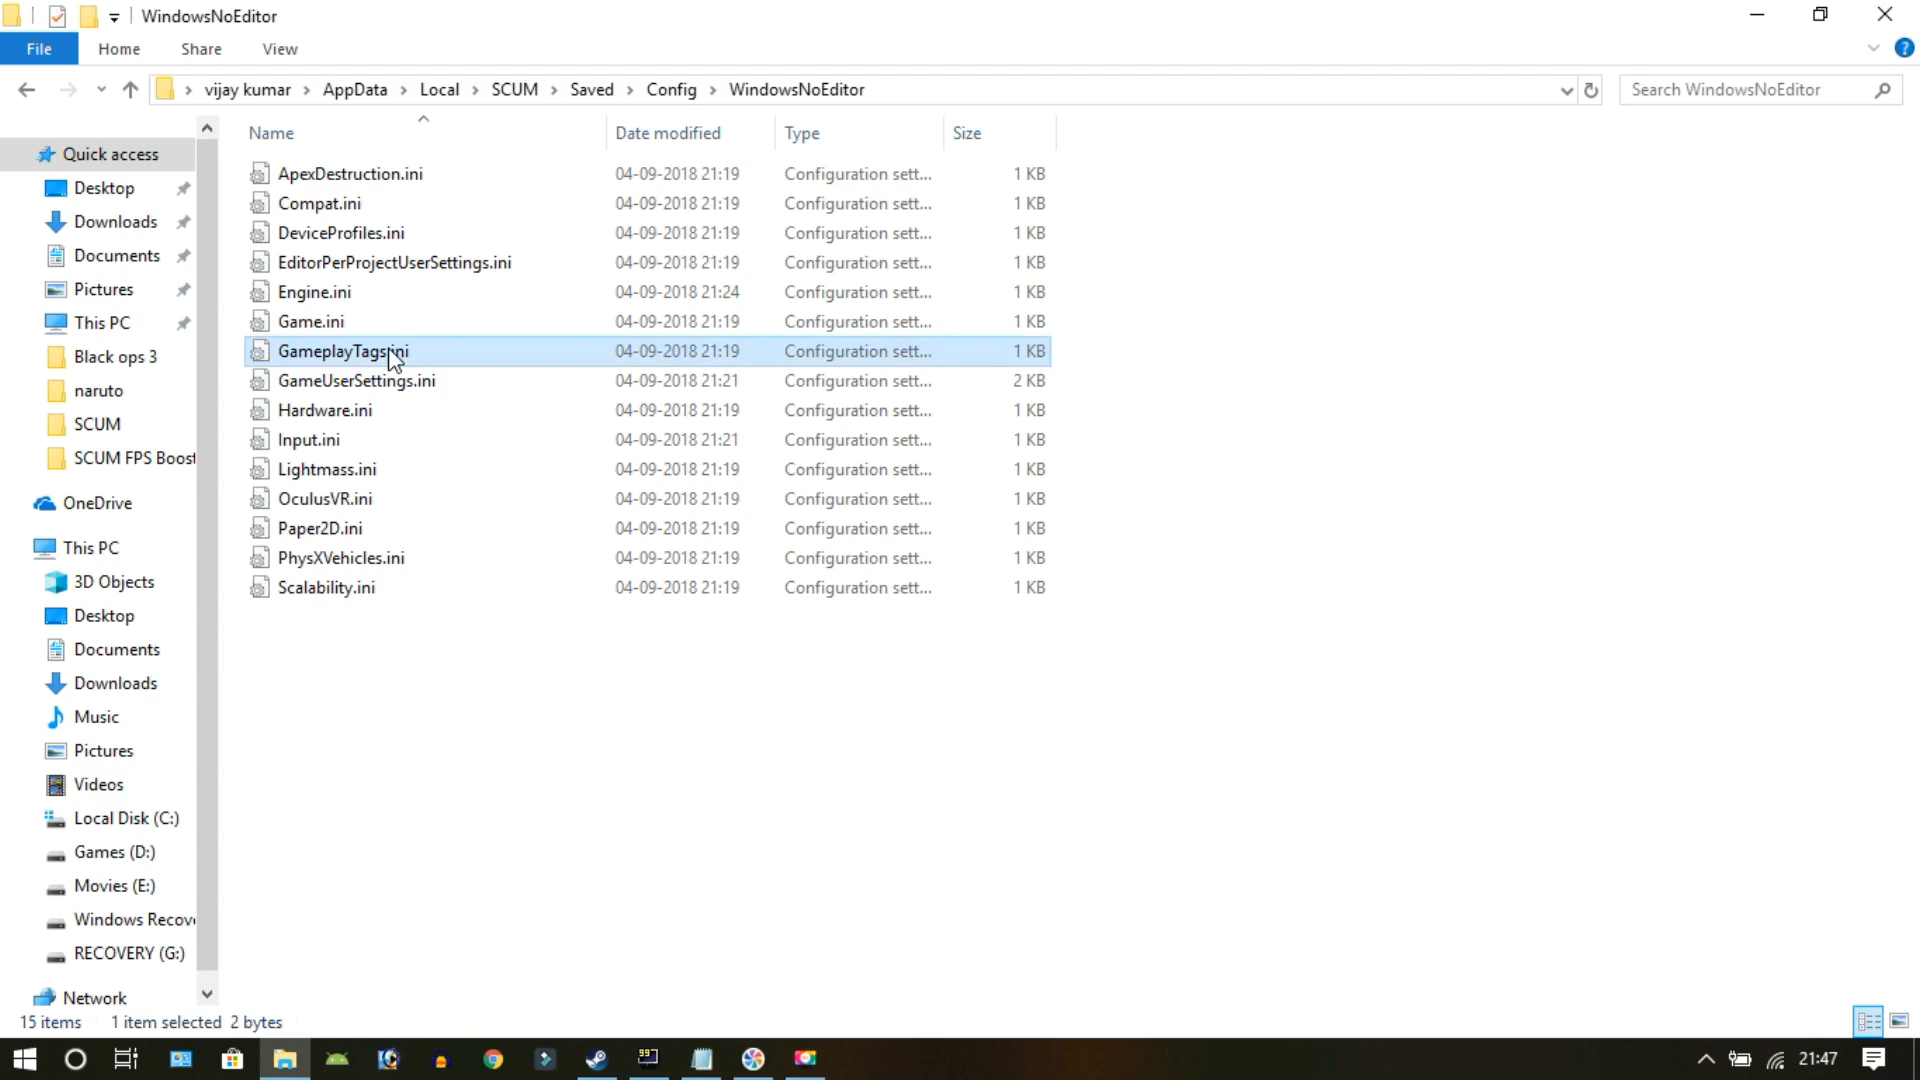 WindowsNoEditor
File Home Share View
vijay kumar AppData Local SCUM Saved Config WindowsNoEditor
Search WindowsNoEditor
Name Date modified Type Size
Quick access
Desktop
Downloads
Documents
Pictures
This PC
Black ops 3
naruto
SCUM
SCUM FPS Boost
OneDrive
This PC
3D Objects
Desktop
Documents
Downloads
Music
Pictures
Videos
Local Disk (C:)
Games (D:)
Movies (E:)
Windows Recov
RECOVERY (G:)
Network
ApexDestruction.ini 04-09-2018 21:19 Configuration sett... 1 KB
Compat.ini 04-09-2018 21:19 Configuration sett... 1 KB
DeviceProfiles.ini 04-09-2018 21:19 Configuration sett... 1 KB
EditorPerProjectUserSettings.ini 04-09-2018 21:19 Configuration sett... 1 KB
Engine.ini 04-09-2018 21:24 Configuration sett... 1 KB
Game.ini 04-09-2018 21:19 Configuration sett... 1 KB
GameplayTags.ini 04-09-2018 21:19 Configuration sett... 1 KB
GameUserSettings.ini 04-09-2018 21:21 Configuration sett... 2 KB
Hardware.ini 04-09-2018 21:19 Configuration sett... 1 KB
Input.ini 04-09-2018 21:21 Configuration sett... 1 KB
Lightmass.ini 04-09-2018 21:19 Configuration sett... 1 KB
OculusVR.ini 04-09-2018 21:19 Configuration sett... 1 KB
Paper2D.ini 04-09-2018 21:19 Configuration sett... 1 KB
PhysXVehicles.ini 04-09-2018 21:19 Configuration sett... 1 KB
Scalability.ini 04-09-2018 21:19 Configuration sett... 1 KB
15 items 1 item selected 2 bytes
99
21:47